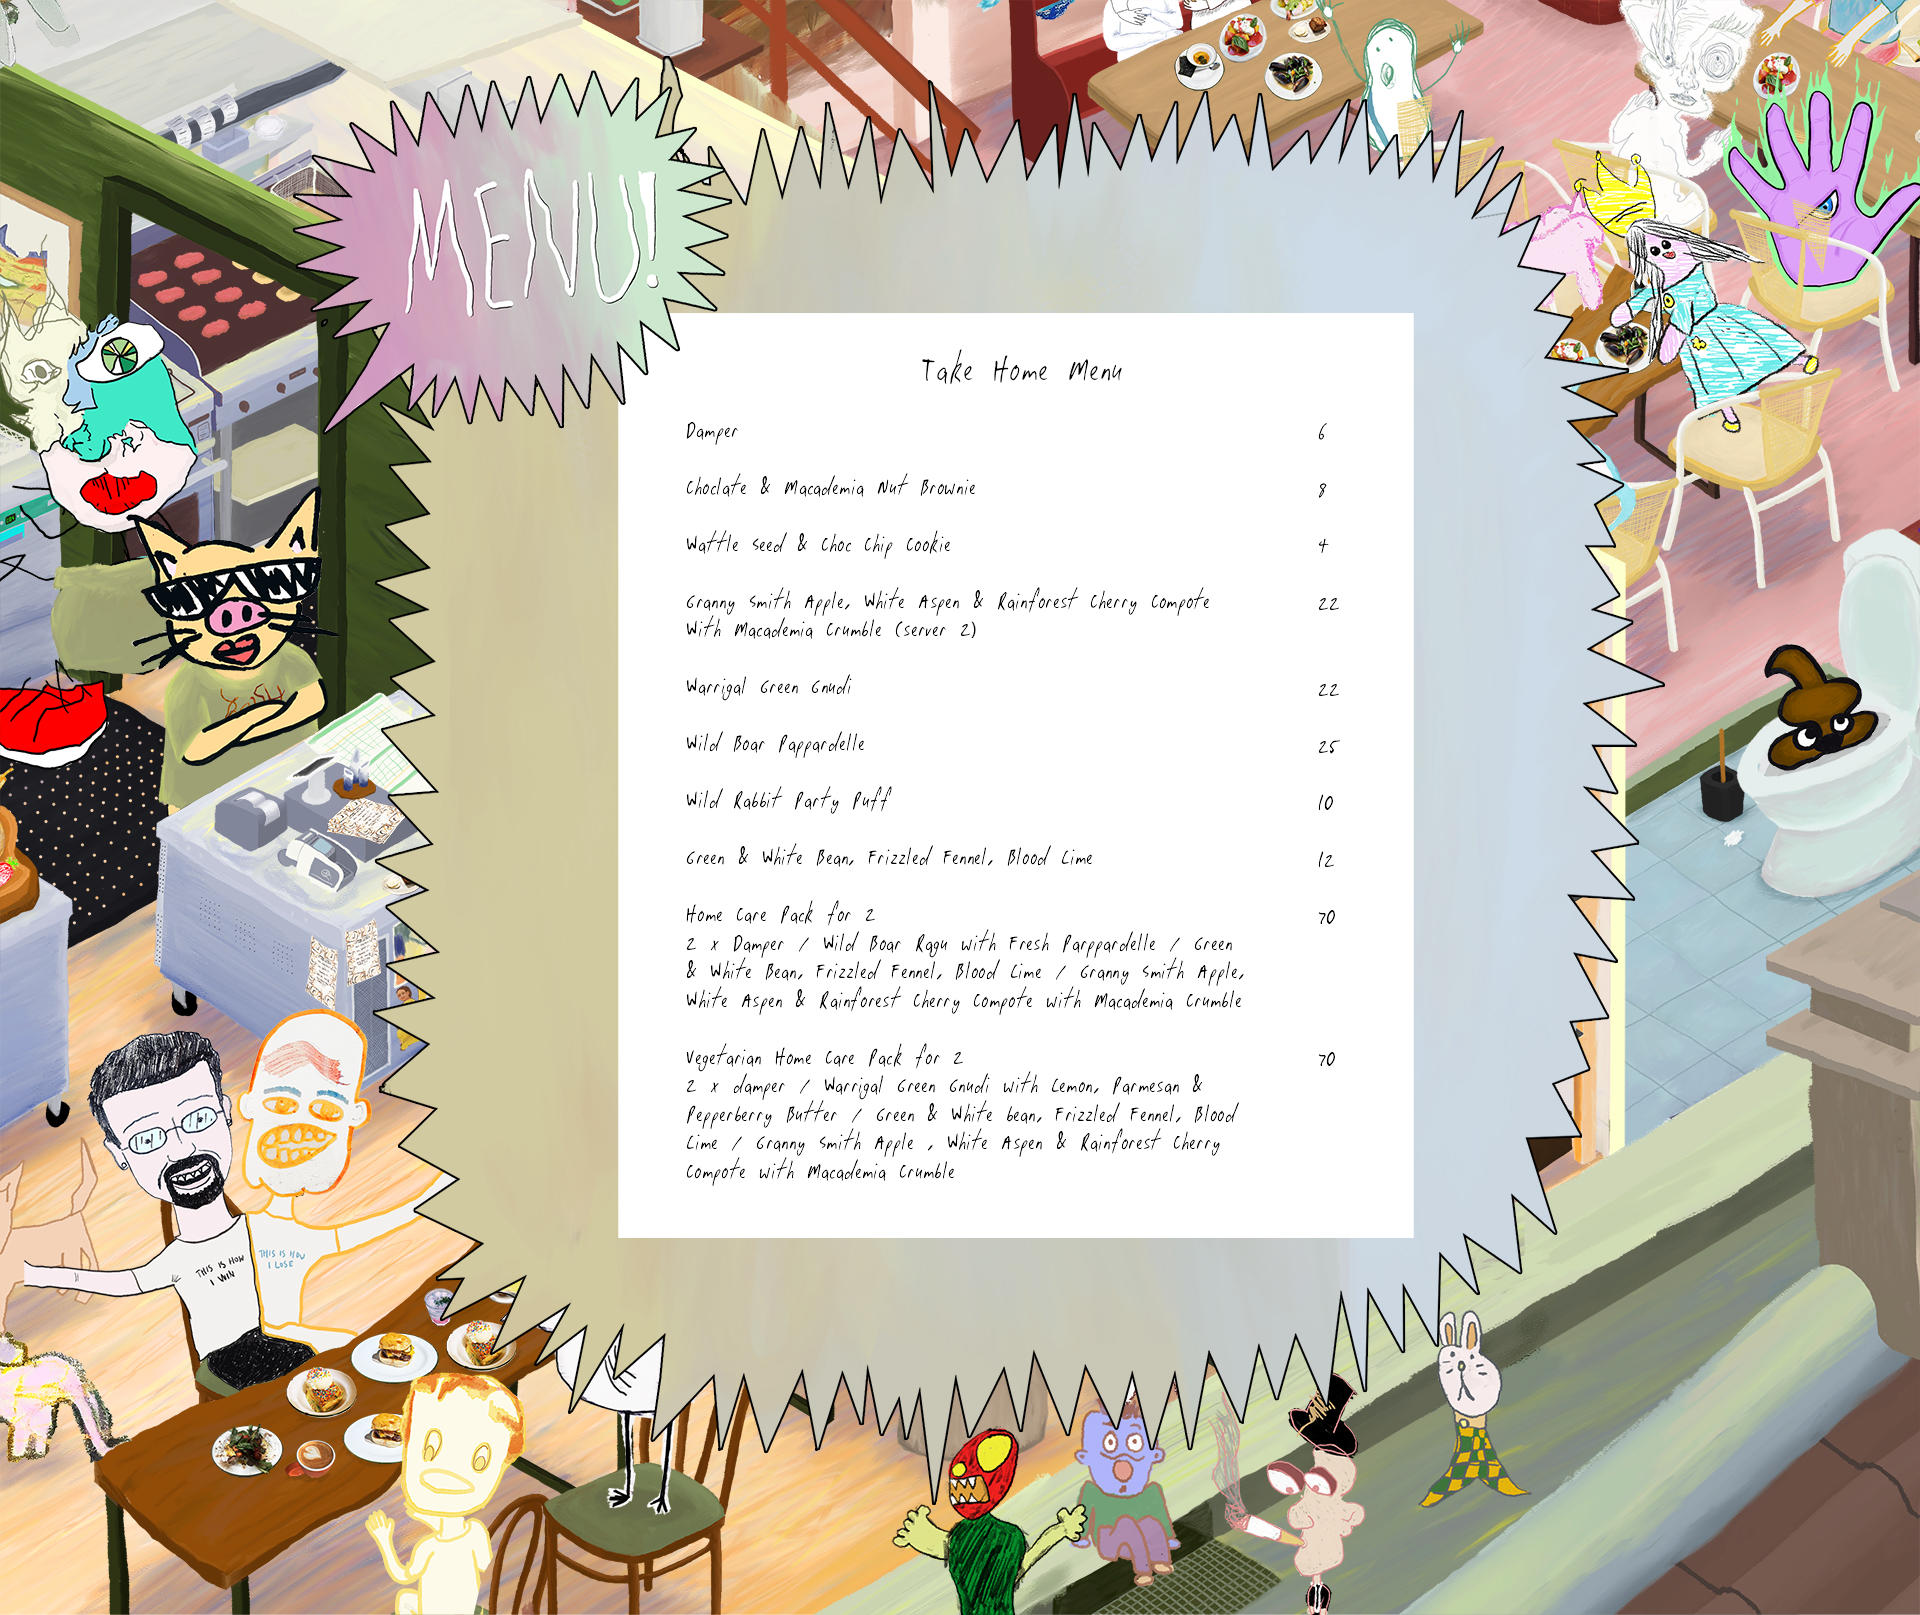 MENU!
Take Home Menu
Damper 6
Choclate & Macademia Nut Brownie 8
Wattle Seed & Choc Chip Cookie 4
Granny Smith Apple, White Aspen & Rainforest Cherry Compote 22
With Macademia Crumble (server 2)
Warrigal Green Gnudi 22
Wild Boar Pappardelle 25
Wild Rabbit Party Puff 10
Green & White Bean, Frizzled Fennel, Blood Lime 12
Home Care Pack for 2 70
2 x Damper / Wild Boar Ragu with Fresh Parppardelle / Green
& White Bean, Frizzled Fennel, Blood Lime / Granny Smith Apple,
White Aspen & Rainforest Cherry Compote with Macademia Crumble
Vegetarian Home Care Pack for 2 70
2 x damper / Warrigal Green Gnudi with Lemon, Parmesan &
Pepperberry Butter / Green & White bean, Frizzled Fennel, Blood
Lime / Granny Smith Apple , White Aspen & Rainforest Cherry
Compote with Macademia Crumble
THIS IS HOW
I WIN
THIS IS HOW
I LOSE